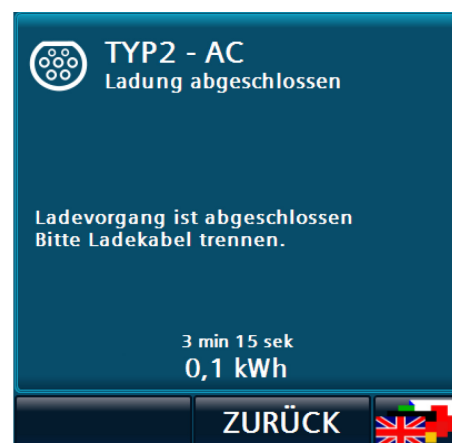 TYP2 - AC
Ladung abgeschlossen
Ladevorgang ist abgeschlossen
Bitte Ladekabel trennen.
3 min 15 sek
0,1 kWh
ZURÜCK